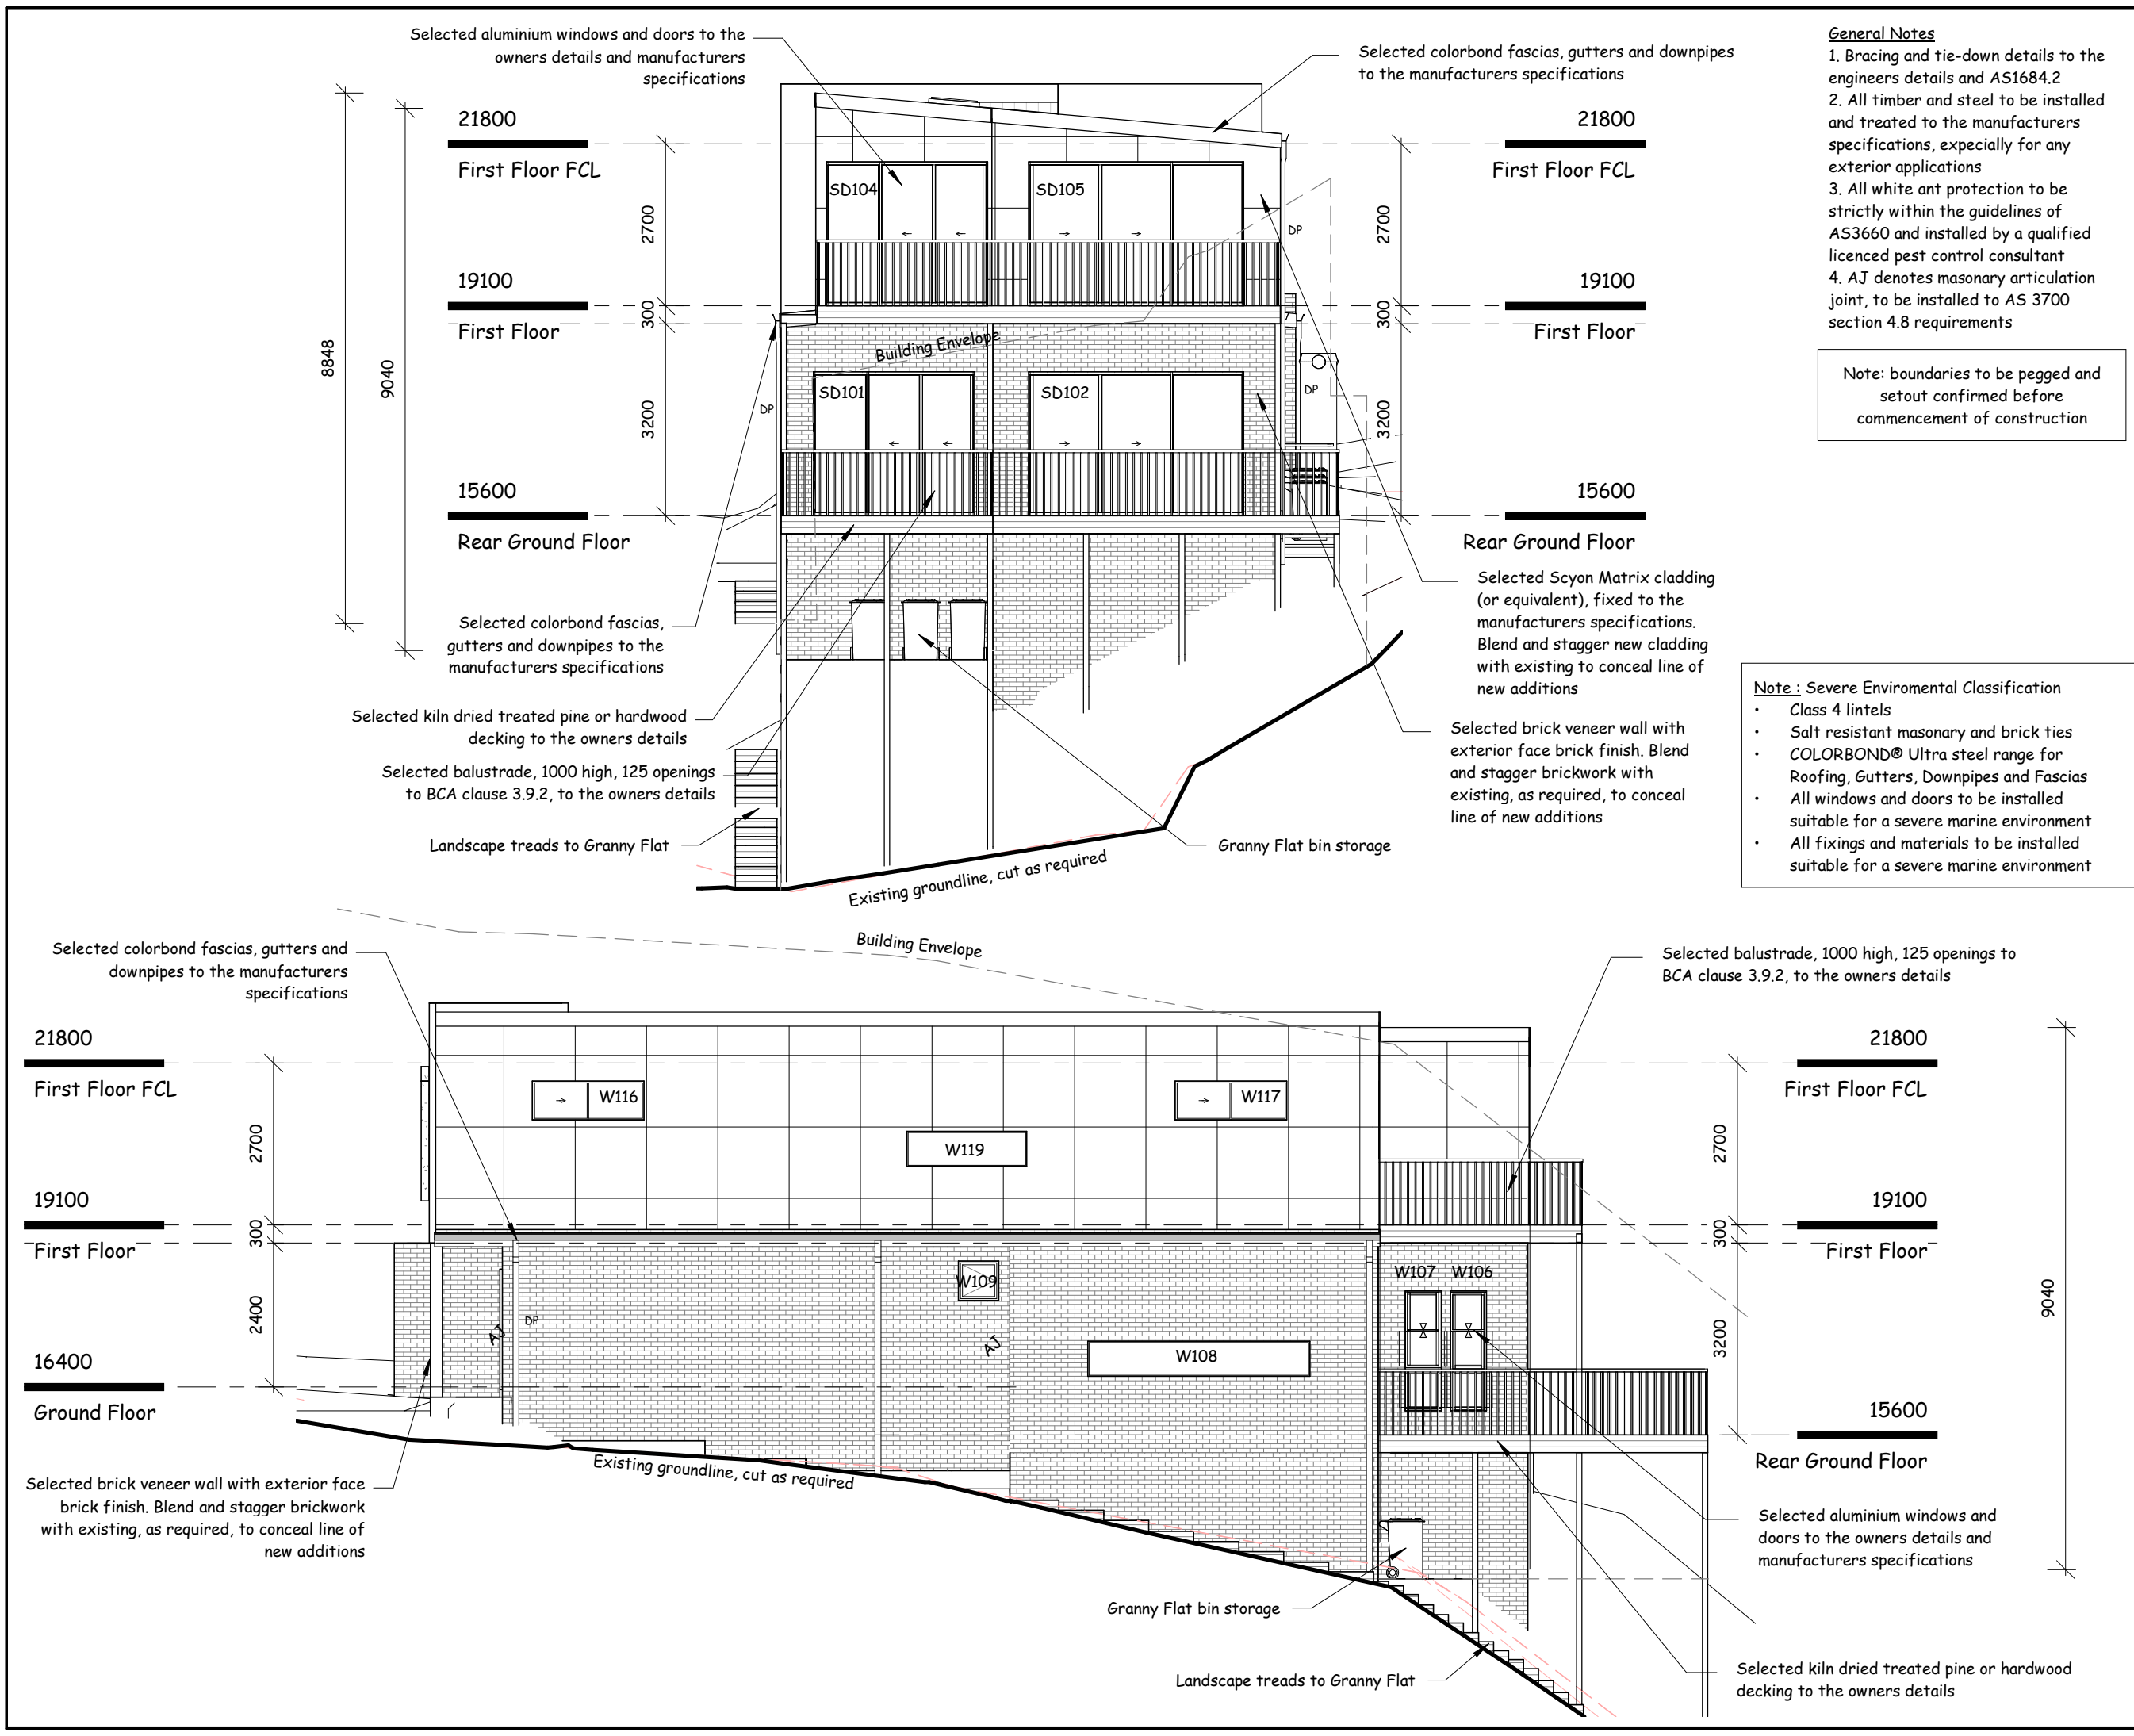 Selected aluminium windows and doors to the
owners details and manufacturers
specifications
Selected colorbond fascias, gutters and downpipes
to the manufacturers specifications
General Notes
1. Bracing and tie-down details to the
engineers details and AS1684.2
2. All timber and steel to be installed
and treated to the manufacturers
specifications, expecially for any
exterior applications
3. All white ant protection to be
strictly within the guidelines of
AS3660 and installed by a qualified
licenced pest control consultant
4. AJ denotes masonary articulation
joint, to be installed to AS 3700
section 4.8 requirements
Note: boundaries to be pegged and
setout confirmed before
commencement of construction
Note : Severe Enviromental Classification
• Class 4 lintels
• Salt resistant masonary and brick ties
• COLORBOND® Ultra steel range for
Roofing, Gutters, Downpipes and Fascias
• All windows and doors to be installed
suitable for a severe marine environment
• All fixings and materials to be installed
suitable for a severe marine environment
8848
9040
21800
First Floor FCL
2700
19100
First Floor
300
3200
15600
Rear Ground Floor
SD104
SD105
DP
Building Envelope
SD101
SD102
DP
DP
21800
First Floor FCL
2700
19100
First Floor
300
3200
15600
Rear Ground Floor
Selected colorbond fascias,
gutters and downpipes to the
manufacturers specifications
Selected kiln dried treated pine or hardwood
decking to the owners details
Selected balustrade, 1000 high, 125 openings
to BCA clause 3.9.2, to the owners details
Landscape treads to Granny Flat
Selected Scyon Matrix cladding
(or equivalent), fixed to the
manufacturers specifications.
Blend and stagger new cladding
with existing to conceal line of
new additions
Selected brick veneer wall with
exterior face brick finish. Blend
and stagger brickwork with
existing, as required, to conceal
line of new additions
Granny Flat bin storage
Existing groundline, cut as required
Selected colorbond fascias, gutters and
downpipes to the manufacturers
specifications
Building Envelope
Selected balustrade, 1000 high, 125 openings to
BCA clause 3.9.2, to the owners details
21800
First Floor FCL
2700
19100
First Floor
300
2400
16400
Ground Floor
W116
W117
W119
W109
W108
W107
W106
AJ
DP
AJ
21800
First Floor FCL
2700
19100
First Floor
300
3200
15600
Rear Ground Floor
9040
Selected brick veneer wall with exterior face
brick finish. Blend and stagger brickwork
with existing, as required, to conceal line of
new additions
Existing groundline, cut as required
Selected aluminium windows and
doors to the owners details and
manufacturers specifications
Granny Flat bin storage
Landscape treads to Granny Flat
Selected kiln dried treated pine or hardwood
decking to the owners details